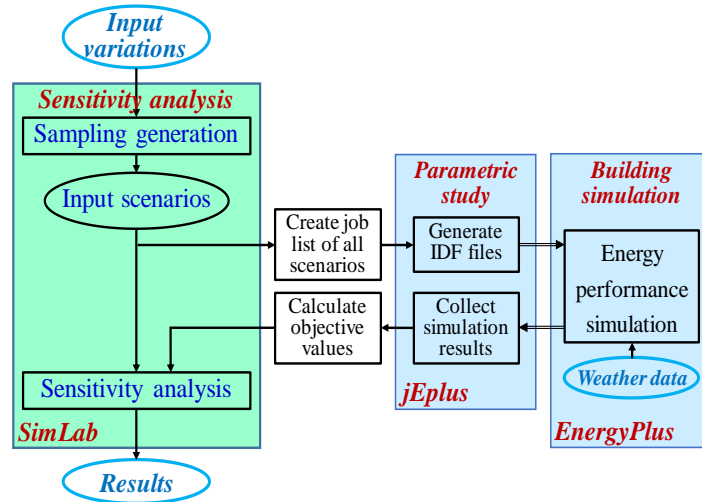 Input
variations
Sensitivity analysis
Sampling generation
Input scenarios
Create job
list of all
scenarios
Calculate
objective
values
Sensitivity analysis
SimLab
Results
Parametric
study
Generate
IDF files
Collect
simulation
results
jEplus
Building
simulation
Energy
performance
simulation
Weather data
EnergyPlus